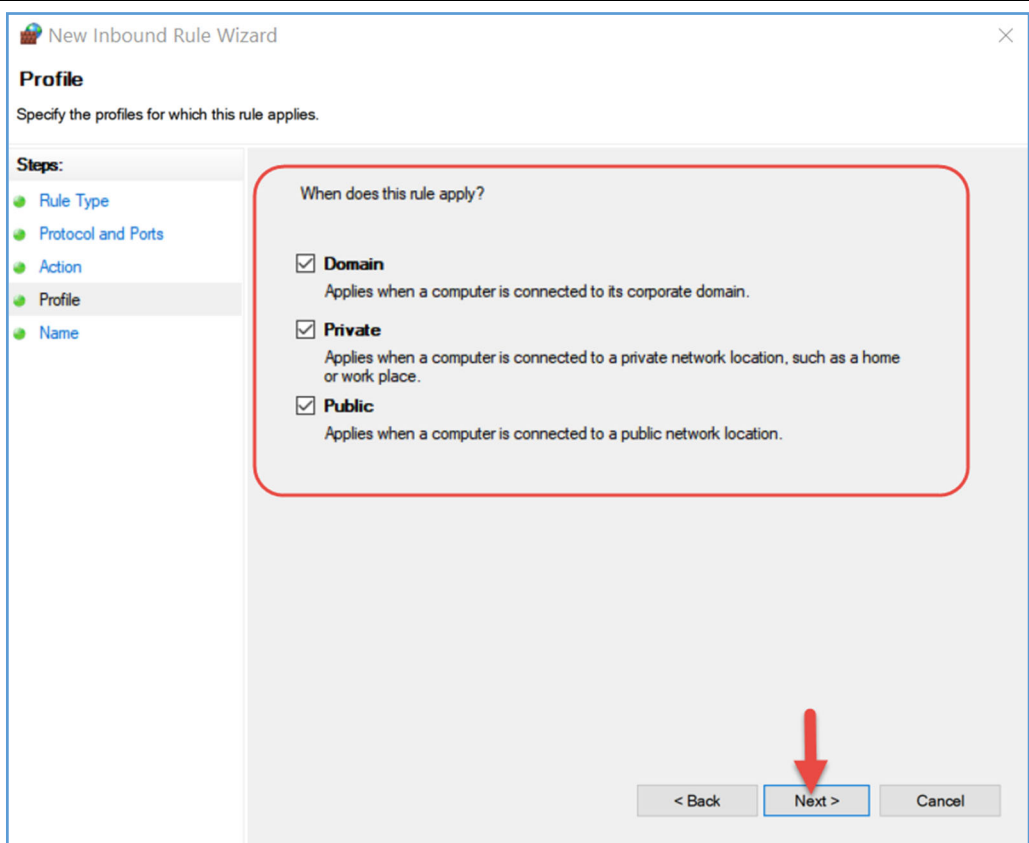 New Inbound Rule Wizard
Profile
Specify the profiles for which this rule applies.
Steps:
Rule Type
Protocol and Ports
Action
Profile
Name
When does this rule apply?
Domain
Applies when a computer is connected to its corporate domain.
Private
Applies when a computer is connected to a private network location, such as a home
or work place.
Public
Applies when a computer is connected to a public network location.
< Back
Next >
Cancel